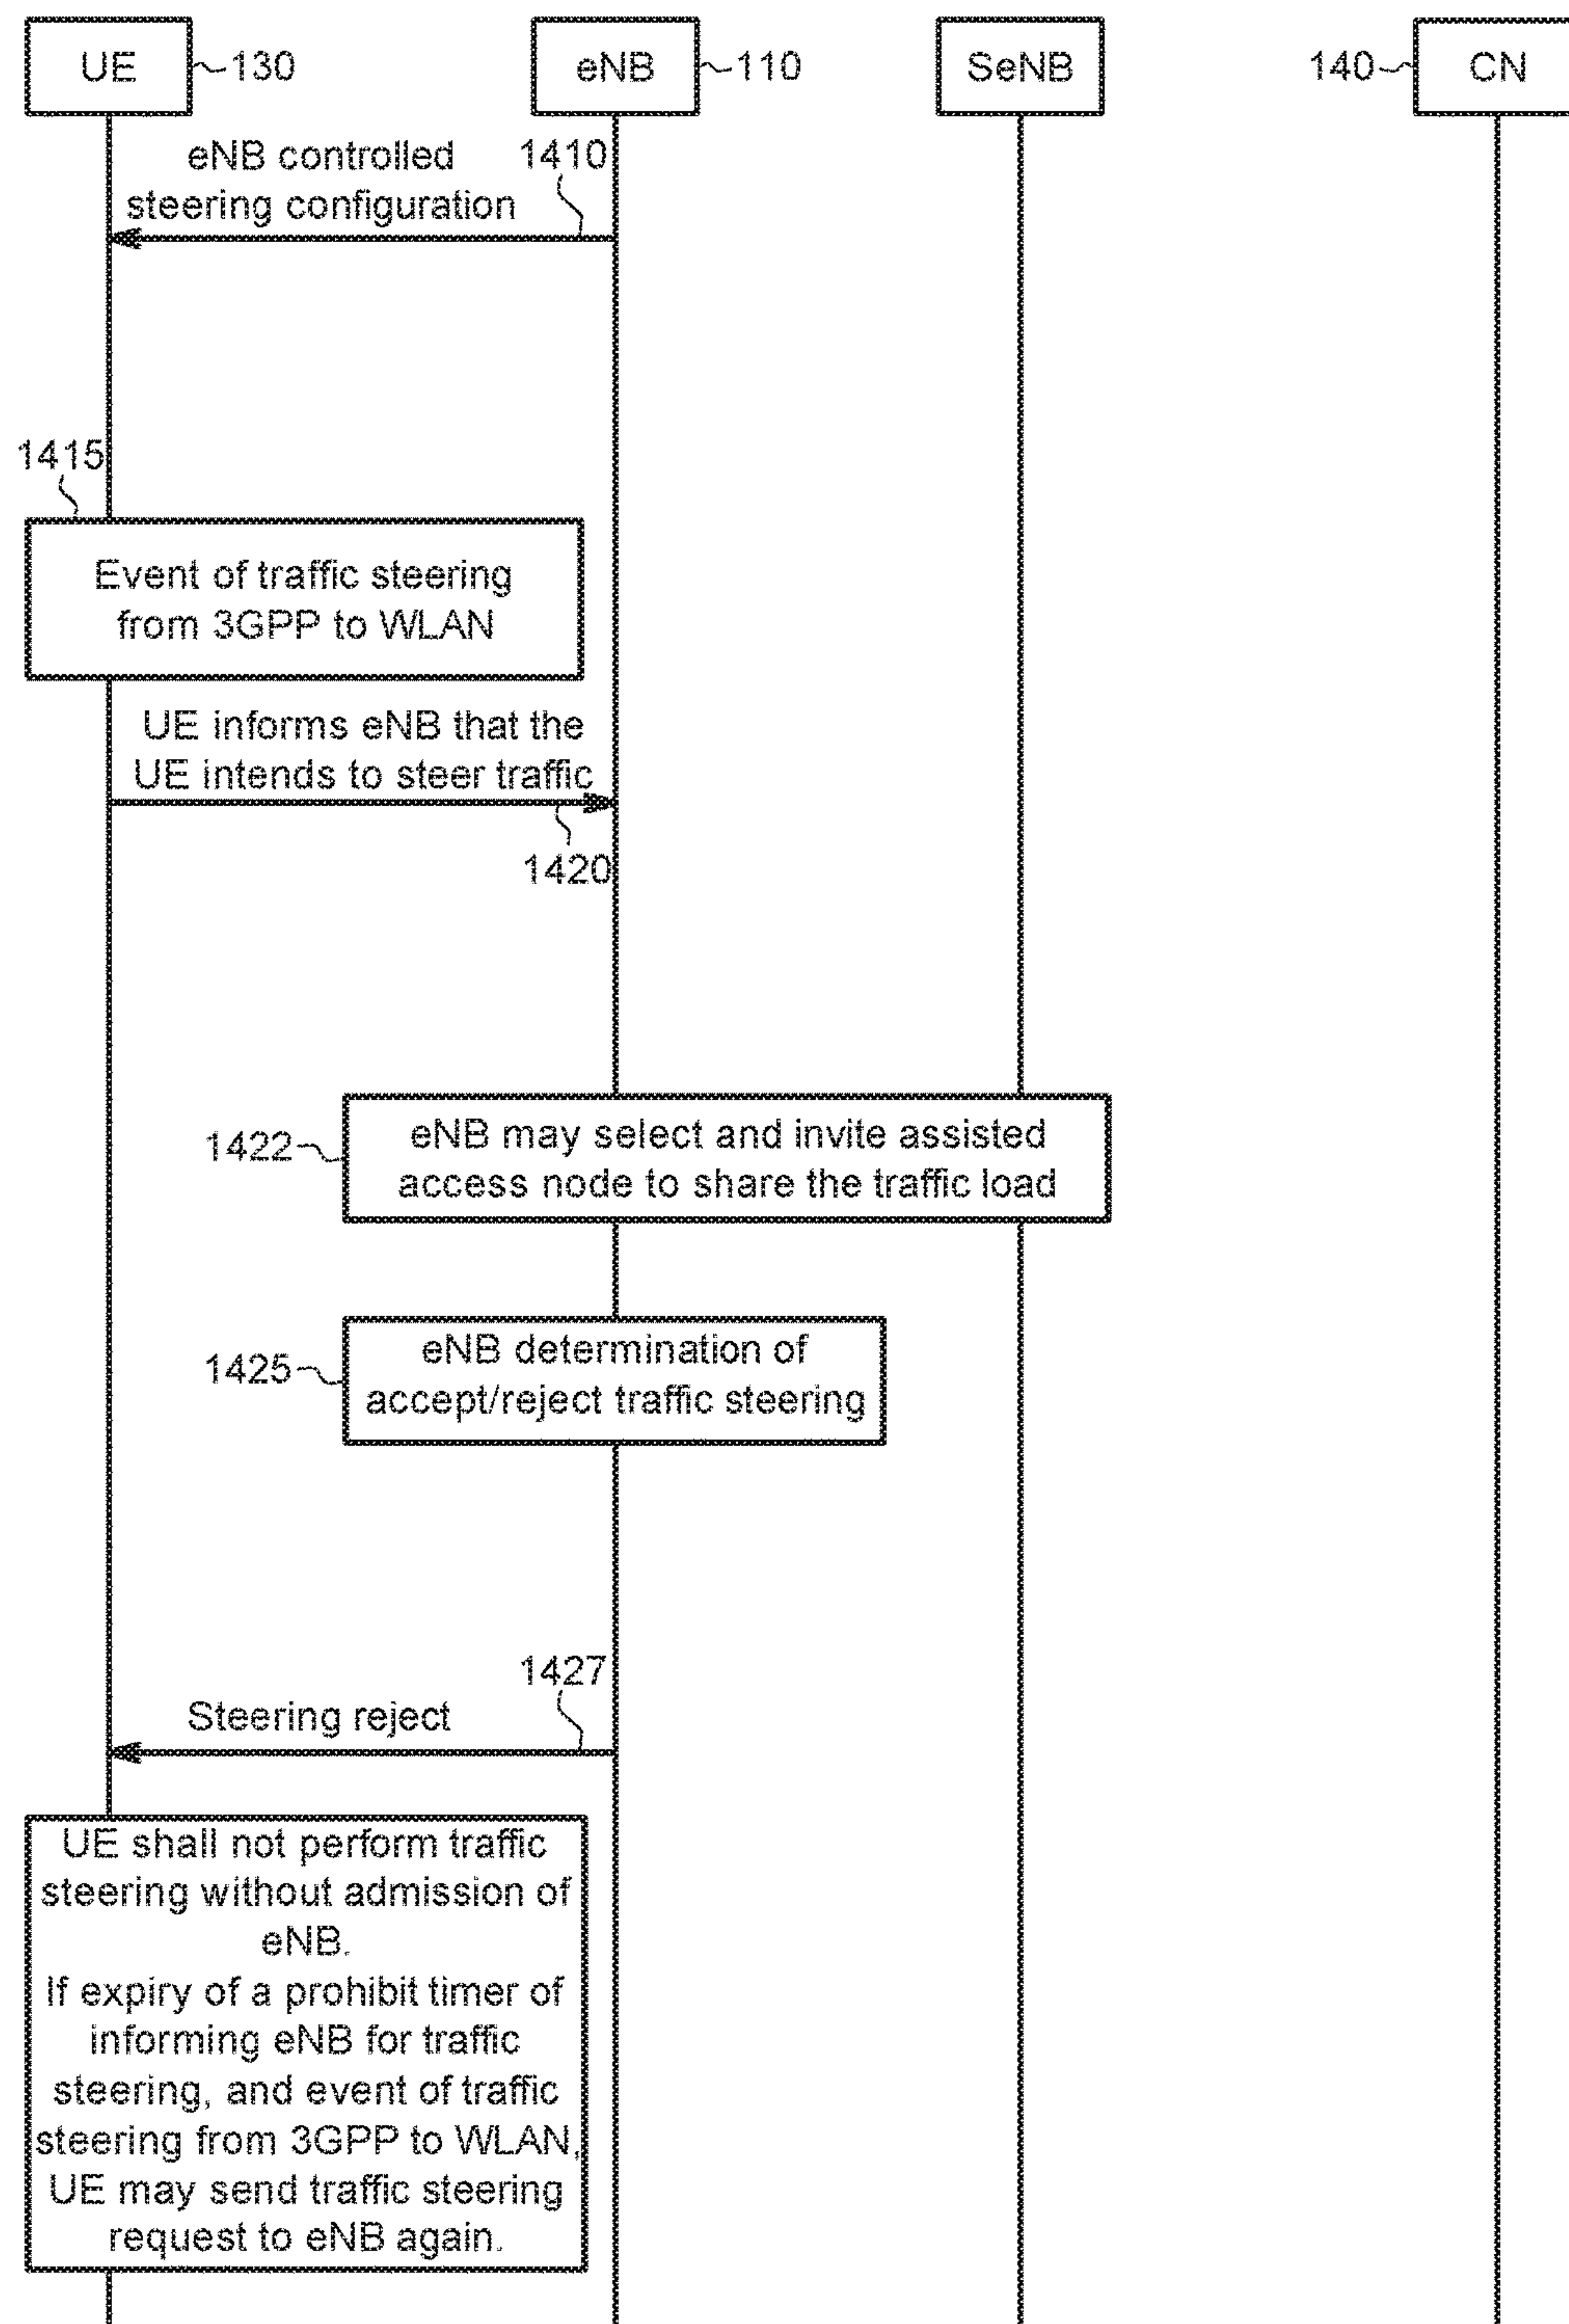 UE
130
eNB
110
SeNB
140
CN
eNB controlled
steering configuration
1410
1415
Event of traffic steering
from 3GPP to WLAN
UE informs eNB that the
UE intends to steer traffic
1420
1422
eNB may select and invite assisted
access node to share the traffic load
1425
eNB determination of
accept/reject traffic steering
1427
Steering reject
UE shall not perform traffic
steering without admission of
eNB.
If expiry of a prohibit timer of
informing eNB for traffic
steering, and event of traffic
steering from 3GPP to WLAN,
UE may send traffic steering
request to eNB again.